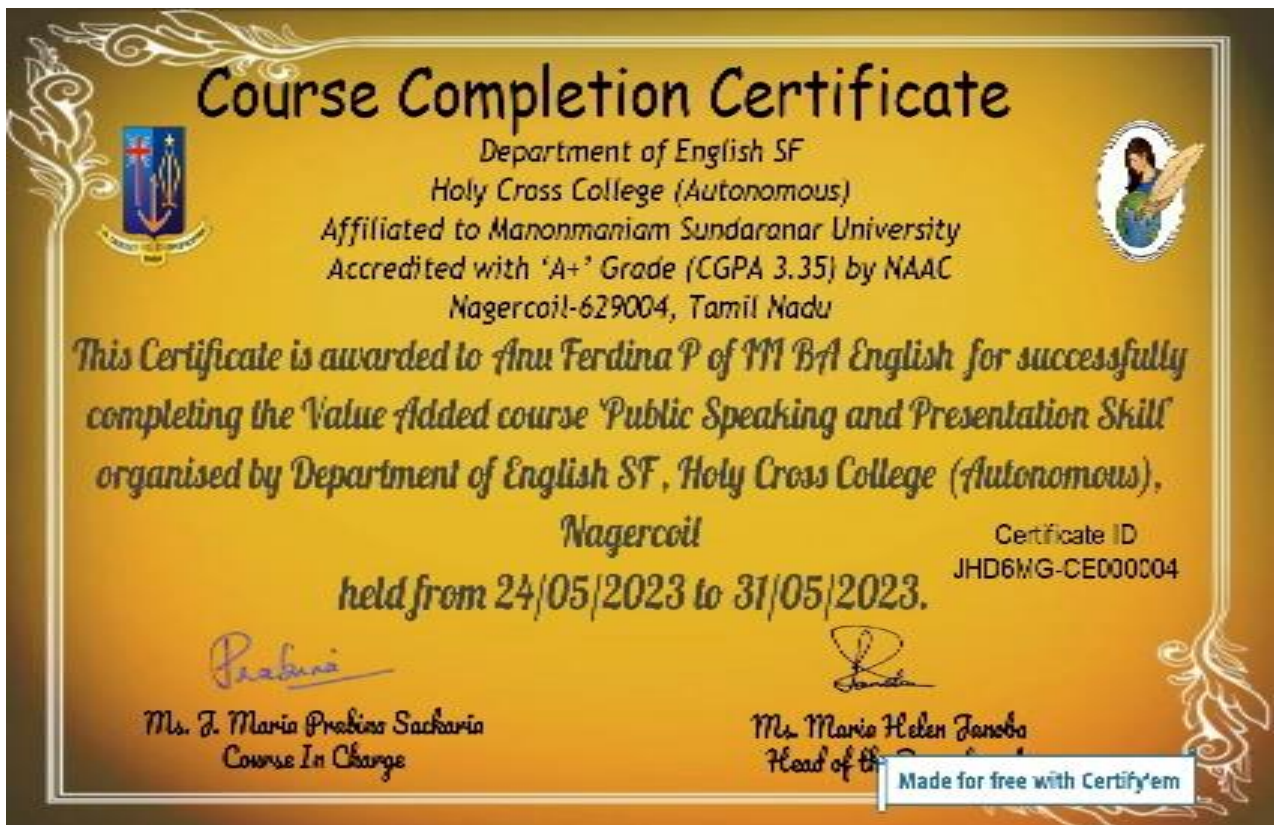 Course Completion Certificate
Department of English SF
Holy Cross College (Autonomous)
Affiliated to Manonmaniam Sundaranar University
Accredited with ‘A+’ Grade (CGPA 3.35) by NAAC
Nagercoil-629004, Tamil Nadu
This Certificate is awarded to Anu Ferdina P of III BA English for successfully
completing the Value Added course 'Public Speaking and Presentation Skill'
organised by Department of English SF, Holy Cross College (Autonomous),
Nagercoil
Certificate ID
JHD6MG-CE000004
held from 24/05/2023 to 31/05/2023.
Ms. J. Maria Prabina Sackaria
Course In Charge
Ms. Maria Helen Janoba
Head of the
Made for free with Certify'em